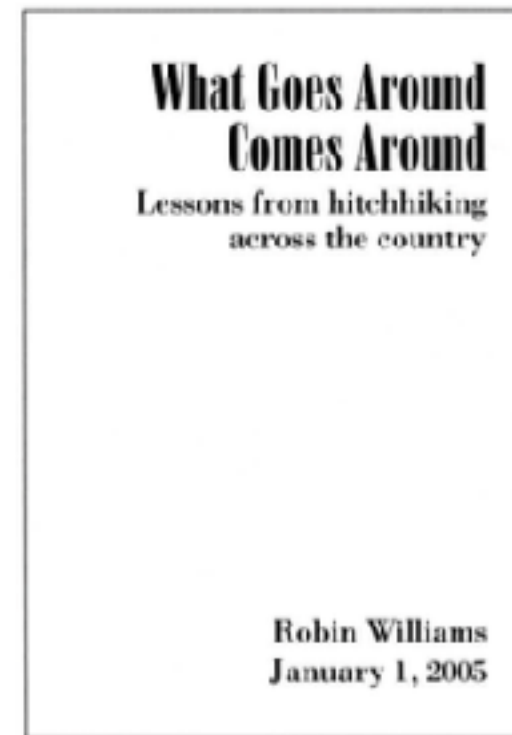 What Goes Around
Comes Around
Lessons from hitchhiking
across the country
Robin Williams
January 1, 2005